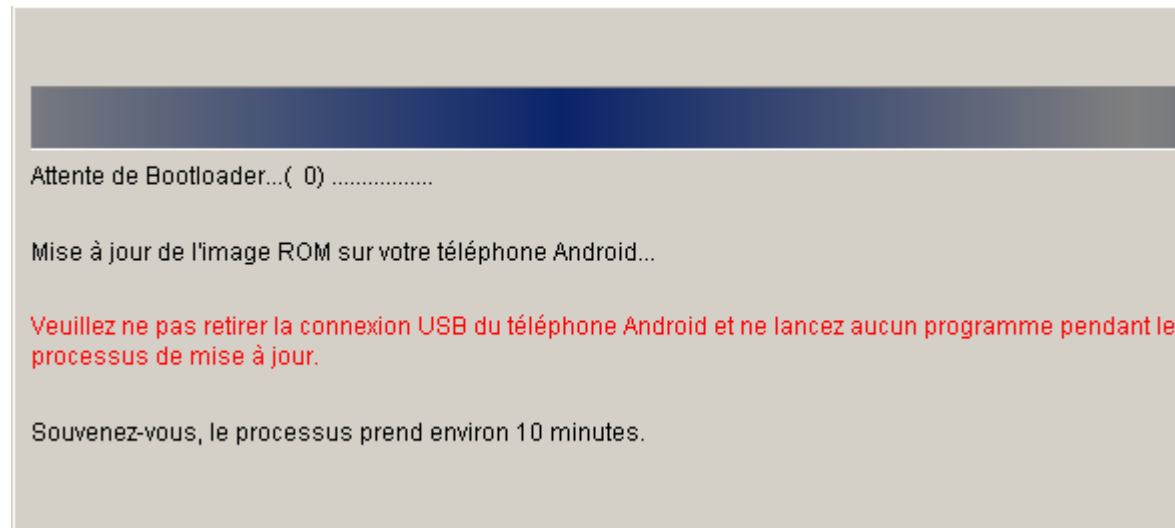 Attente de Bootloader...( 0) .................
Mise à jour de l'image ROM sur votre téléphone Android...
Veuillez ne pas retirer la connexion USB du téléphone Android et ne lancez aucun programme pendant le
processus de mise à jour.
Souvenez-vous, le processus prend environ 10 minutes.